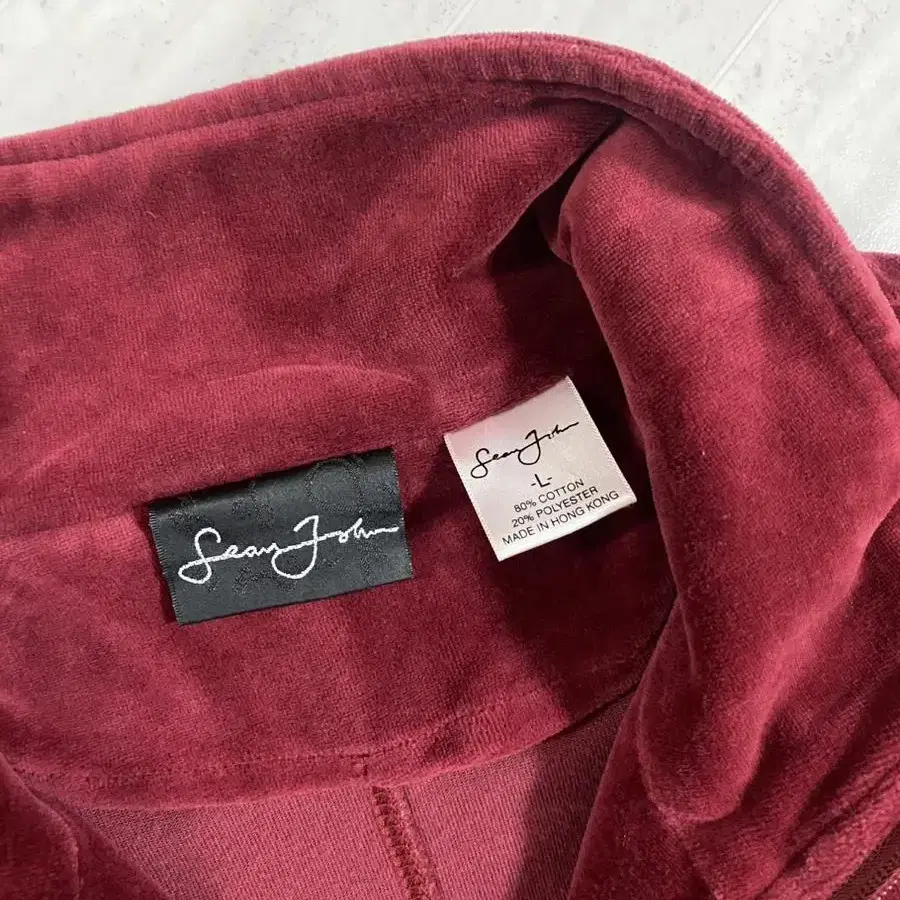 Sean John
Sean John
-L-
80% COTTON
20% POLYESTER
MADE IN HONG KONG